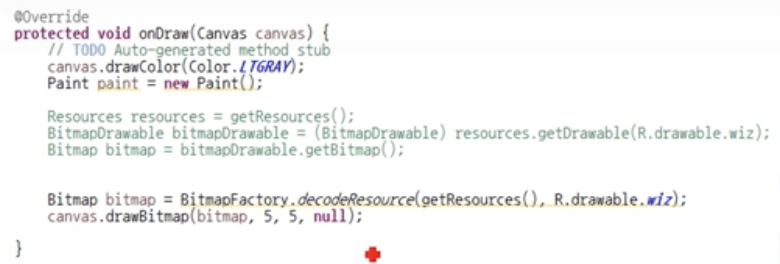 @Override
protected void onDraw(Canvas canvas) {
// TODO Auto-generated method stub
canvas.drawColor(Color.LTGRAY);
Paint paint = new Paint();
Resources resources = getResources();
BitmapDrawable bitmapDrawable = (BitmapDrawable) resources.getDrawable(R.drawable.wiz);
Bitmap bitmap = bitmapDrawable.getBitmap();
Bitmap bitmap = BitmapFactory.decodeResource(getResources(), R.drawable.wiz);
canvas.drawBitmap(bitmap, 5, 5, null);
}